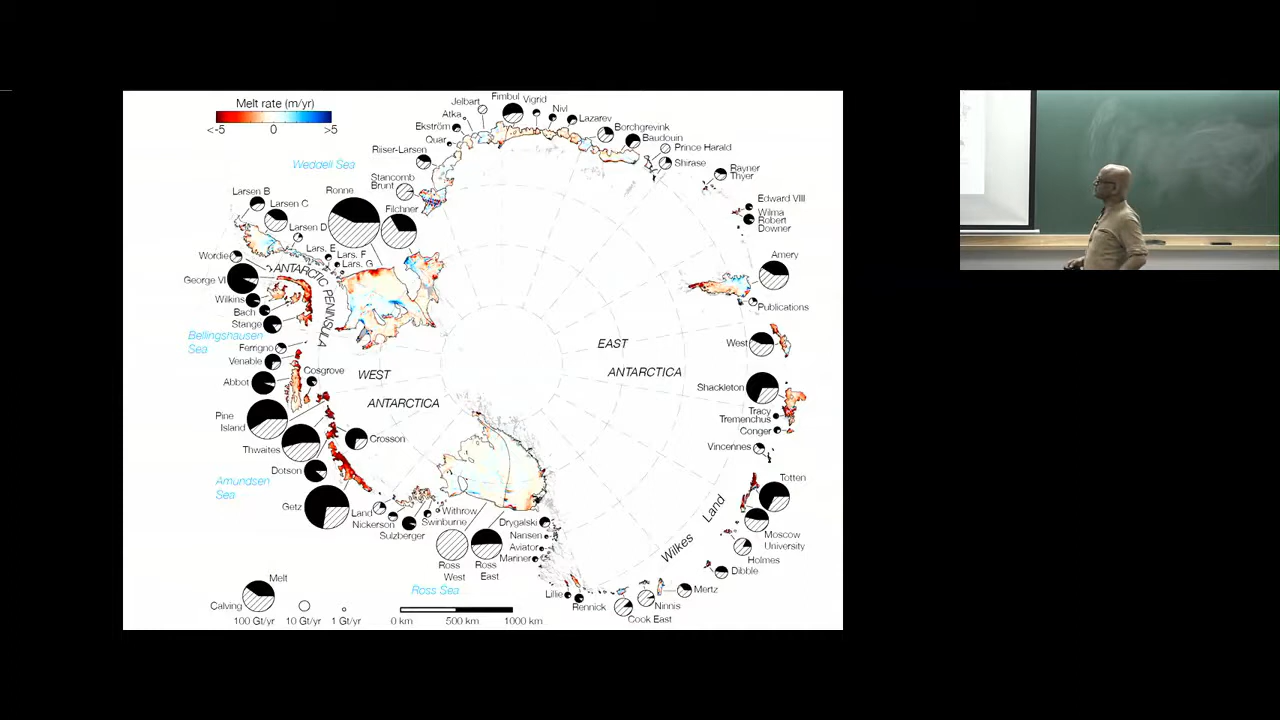 Melt rate (m/yr)
<-5
0
>5
Weddell Sea
Jelbart
Fimbul
Vigrid
Nivl
Lazarev
Atka
Ekström
Quar
Borchgrevink
Baudouin
Prince Harald
Shirase
Riiser-Larsen
Rayner
Thyer
Stancomb
Brunt
Edward VIII
Wilma
Robert
Downer
Larsen B
Larsen C
Larsen D
Ronne
Filchner
Lars. E
Lars. F
Lars. G
Wordie
ANTARCTIC PENINSULA
George VI
Wilkins
Bach
Stange
Amery
Publications
Bellingshausen
Sea
Ferrigno
Venable
Abbot
Cosgrove
WEST
ANTARCTICA
EAST
ANTARCTICA
West
Shackleton
Tracy
Tremenchus
Conger
Vincennes
Pine
Island
Thwaites
Crosson
Dotson
Amundsen
Sea
Getz
Land
Nickerson
Sulzberger
Swinburne
Withrow
Ross
West
Ross
East
Drygalski
Nansen
Aviator
Mariner
Lillie
Rennick
Cook East
Ninnis
Mertz
Dibble
Holmes
Moscow
University
Totten
Wilkes Land
Ross Sea
Melt
Calving
100 Gt/yr
10 Gt/yr
1 Gt/yr
0 km
500 km
1000 km